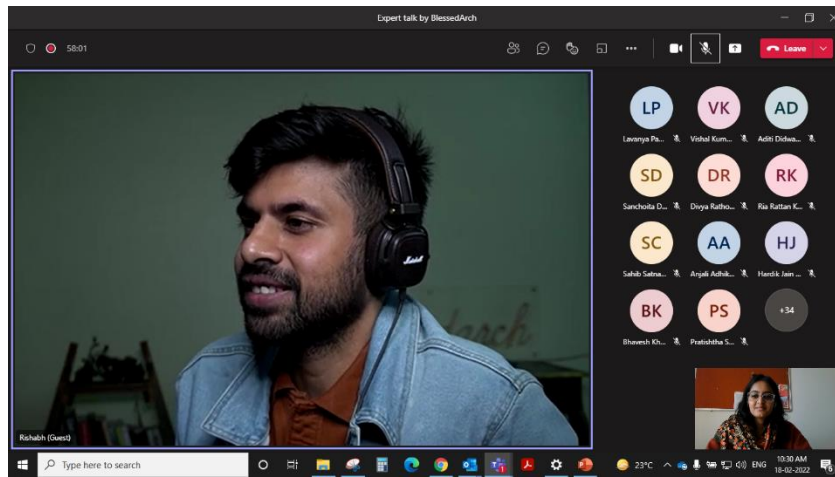 Expert talk by BlessedArch
58:01
Leave
LP
VK
AD
Lavanya Pa...
Vishal Kum...
Aditi Didwa...
SD
DR
RK
Sanchoita D...
Divya Ratho...
Ria Rattan K...
SC
AA
HJ
Sahib Satna...
Anjali Adhik...
Hardik Jain ...
BK
PS
+34
Bhavesh Kh...
Pratishtha S...
Marshall
Rishabh (Guest)
Type here to search
23°C
ENG
10:30 AM
18-02-2022